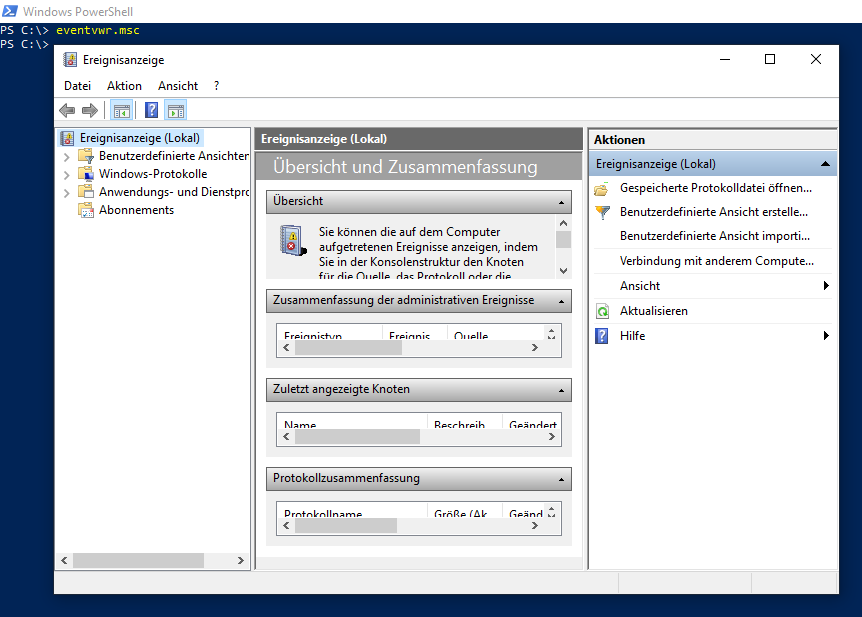 Windows PowerShell
PS C:\> eventvwr.msc
PS C:\>
Ereignisanzeige
Datei Aktion Ansicht ?
Ereignisanzeige (Lokal)
Benutzerdefinierte Ansichten
Windows-Protokolle
Anwendungs- und Dienstpro
Abonnements
Ereignisanzeige (Lokal)
Übersicht und Zusammenfassung
Übersicht
Sie können die auf dem Computer
aufgetretenen Ereignisse anzeigen, indem
Sie in der Konsolenstruktur den Knoten
für die Quelle, das Protokoll oder die
Zusammenfassung der administrativen Ereignisse
Ereignistyp Ereignis Quelle
Zuletzt angezeigte Knoten
Name Beschreib Geändert
Protokollzusammenfassung
Protokollname Größe (Ak Geänd
Aktionen
Ereignisanzeige (Lokal)
Gespeicherte Protokolldatei öffnen...
Benutzerdefinierte Ansicht erstelle...
Benutzerdefinierte Ansicht importi...
Verbindung mit anderem Compute...
Ansicht
Aktualisieren
Hilfe